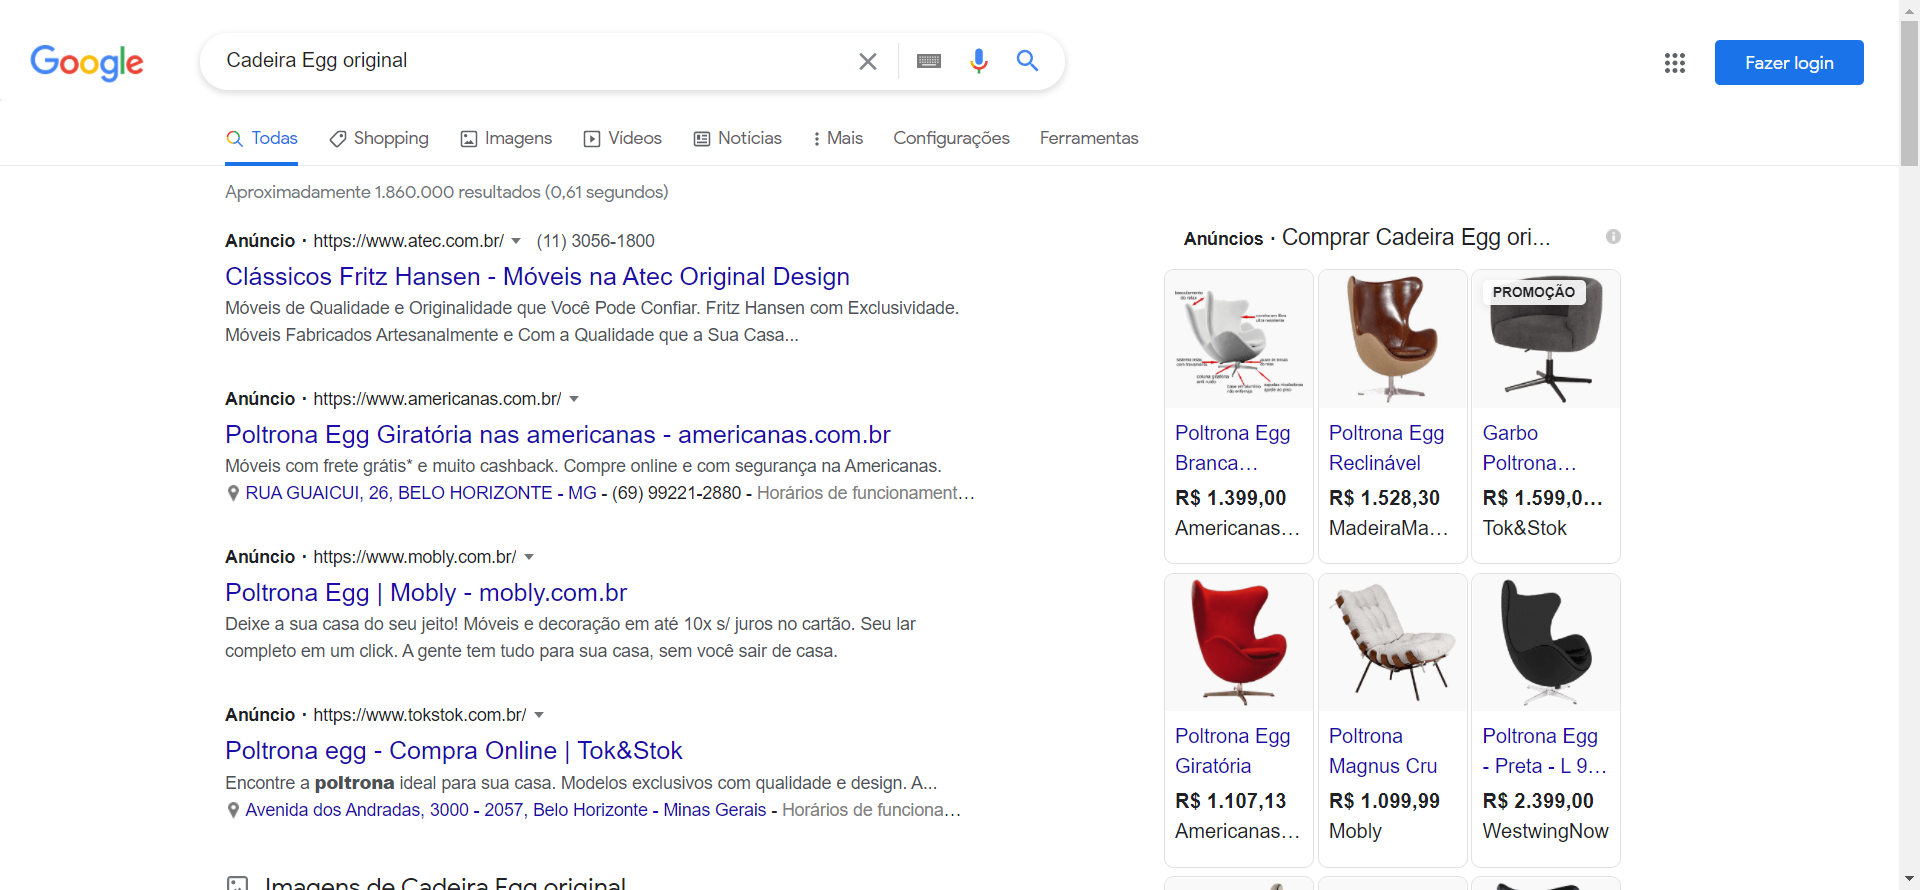 Google
Cadeira Egg original
Fazer login
Todas
Shopping
Imagens
Vídeos
Notícias
Mais
Configurações
Ferramentas
Aproximadamente 1.860.000 resultados (0,61 segundos)
Anúncio · https://www.atec.com.br/ (11) 3056-1800
Clássicos Fritz Hansen - Móveis na Atec Original Design
Móveis de Qualidade e Originalidade que Você Pode Confiar. Fritz Hansen com Exclusividade.
Móveis Fabricados Artesanalmente e Com a Qualidade que a Sua Casa...
Anúncio · https://www.americanas.com.br/
Poltrona Egg Giratória nas americanas - americanas.com.br
Móveis com frete grátis* e muito cashback. Compre online e com segurança na Americanas.
RUA GUAICUI, 26, BELO HORIZONTE - MG - (69) 99221-2880 - Horários de funcionament…
Anúncio · https://www.mobly.com.br/
Poltrona Egg | Mobly - mobly.com.br
Deixe a sua casa do seu jeito! Móveis e decoração em até 10x s/ juros no cartão. Seu lar
completo em um click. A gente tem tudo para sua casa, sem você sair de casa.
Anúncio · https://www.tokstok.com.br/
Poltrona egg - Compra Online | Tok&Stok
Encontre a poltrona ideal para sua casa. Modelos exclusivos com qualidade e design. A...
Avenida dos Andradas, 3000 - 2057, Belo Horizonte - Minas Gerais - Horários de funciona…
Imagens de Cadeira Egg original
Anúncios · Comprar Cadeira Egg ori...
PROMOÇÃO
Poltrona Egg
Branca…
R$ 1.399,00
Americanas…
Poltrona Egg
Reclinável
R$ 1.528,30
MadeiraMa…
Garbo
Poltrona…
R$ 1.599,0…
Tok&Stok
Poltrona Egg
Giratória
R$ 1.107,13
Americanas…
Poltrona
Magnus Cru
R$ 1.099,99
Mobly
Poltrona Egg
- Preta - L 9…
R$ 2.399,00
WestwingNow